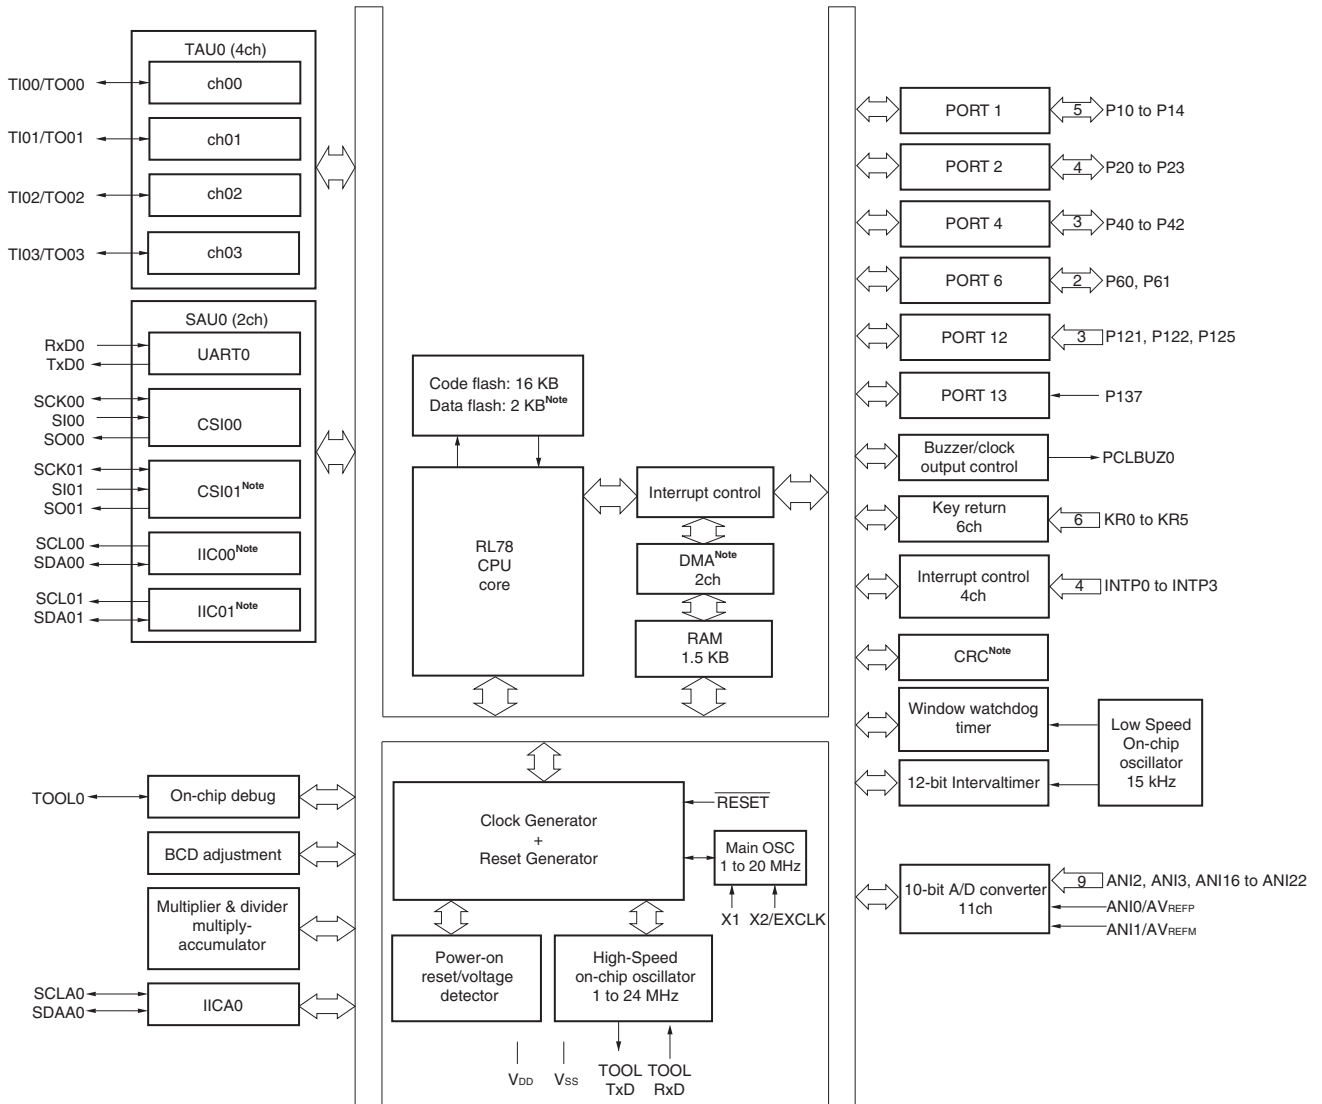 TAU0 (4ch)
TI00/TO00
ch00
TI01/TO01
ch01
TI02/TO02
ch02
TI03/TO03
ch03
SAU0 (2ch)
RxD0
TxD0
UART0
SCK00
SI00
SO00
CSI00
SCK01
SI01
SO01
CSI01Note
SCL00
SDA00
IIC00Note
SCL01
SDA01
IIC01Note
TOOL0
On-chip debug
BCD adjustment
Multiplier & divider
multiply-
accumulator
SCLA0
SDAA0
IICA0
Code flash: 16 KB
Data flash: 2 KBNote
RL78
CPU
core
Interrupt control
DMANote
2ch
RAM
1.5 KB
Clock Generator
+
Reset Generator
RESET
Main OSC
1 to 20 MHz
X1 X2/EXCLK
Power-on
reset/voltage
detector
High-Speed
on-chip oscillator
1 to 24 MHz
VDD
VSS
TOOL
TxD
TOOL
RxD
PORT 1
5
P10 to P14
PORT 2
4
P20 to P23
PORT 4
3
P40 to P42
PORT 6
2
P60, P61
PORT 12
3
P121, P122, P125
PORT 13
P137
Buzzer/clock
output control
PCLBUZ0
Key return
6ch
6
KR0 to KR5
Interrupt control
4ch
4
INTP0 to INTP3
CRCNote
Window watchdog
timer
12-bit Intervaltimer
Low Speed
On-chip
oscillator
15 kHz
10-bit A/D converter
11ch
9
ANI2, ANI3, ANI16 to ANI22
ANI0/AVREFP
ANI1/AVREFM